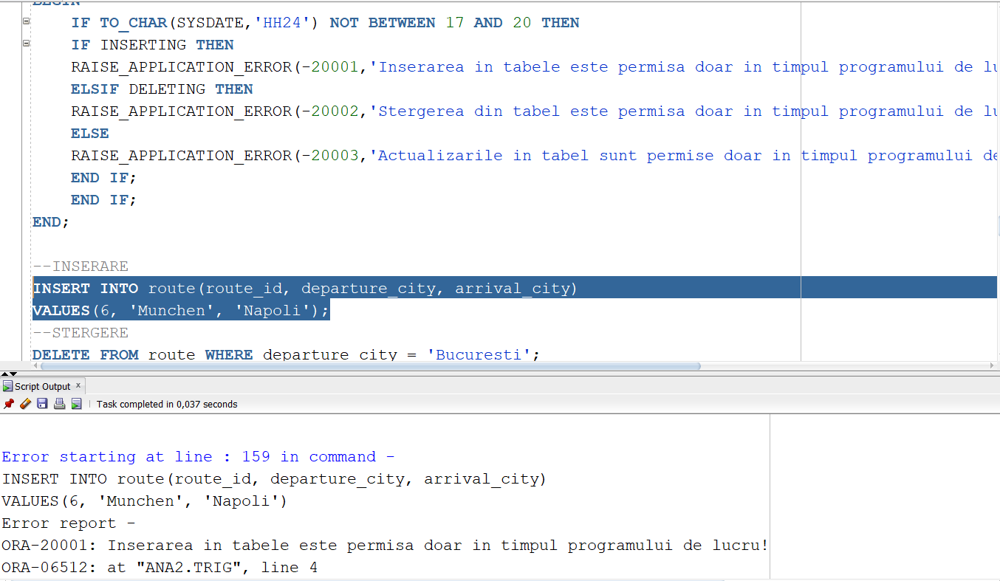 BEGIN
IF TO_CHAR(SYSDATE,'HH24') NOT BETWEEN 17 AND 20 THEN
IF INSERTING THEN
RAISE_APPLICATION_ERROR(-20001,'Inserarea in tabele este permisa doar in timpul programului de lu
ELSIF DELETING THEN
RAISE_APPLICATION_ERROR(-20002,'Stergerea din tabel este permisa doar in timpul programului de lu
ELSE
RAISE_APPLICATION_ERROR(-20003,'Actualizarile in tabel sunt permise doar in timpul programului de
END IF;
END IF;
END;
--INSERARE
INSERT INTO route(route_id, departure_city, arrival_city)
VALUES(6, 'Munchen', 'Napoli');
--STERGERE
DELETE FROM route WHERE departure_city = 'Bucuresti';
Script Output x
Task completed in 0,037 seconds
Error starting at line : 159 in command -
INSERT INTO route(route_id, departure_city, arrival_city)
VALUES(6, 'Munchen', 'Napoli')
Error report -
ORA-20001: Inserarea in tabele este permisa doar in timpul programului de lucru!
ORA-06512: at "ANA2.TRIG", line 4